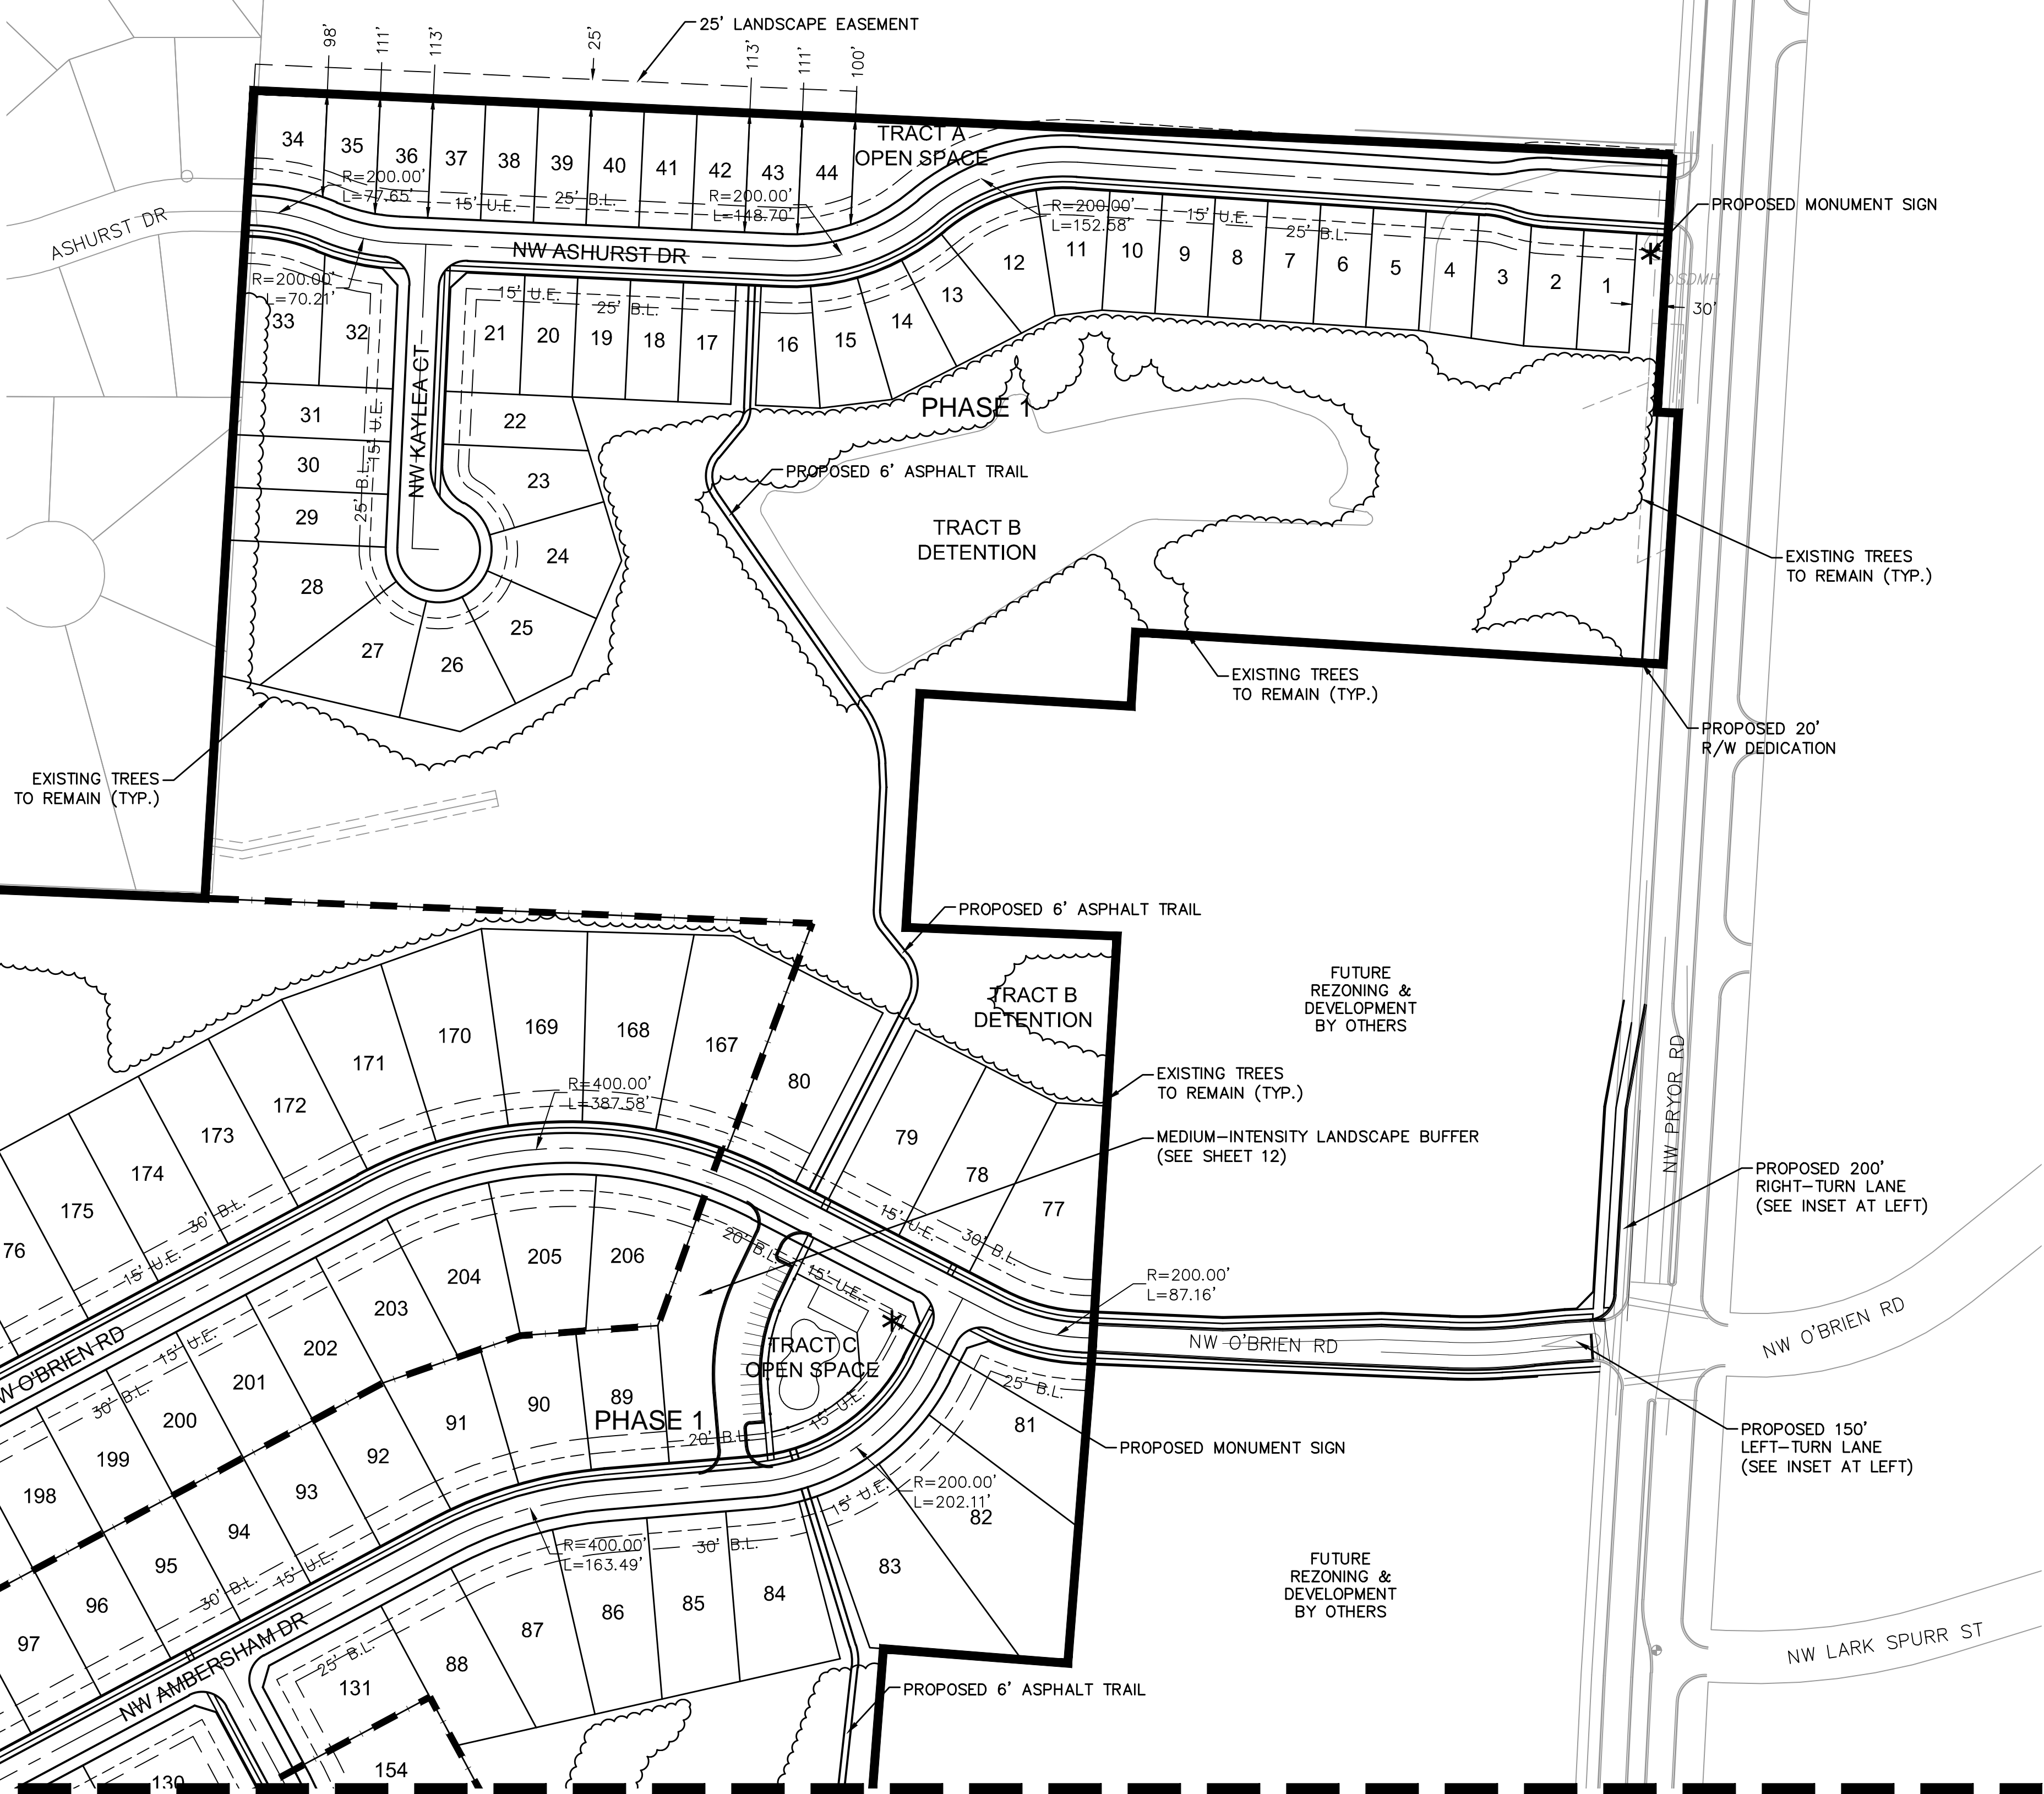 25' LANDSCAPE EASEMENT
98'
111'
113'
25'
113'
111'
100'
TRACT A
OPEN SPACE
34
35
36
37
38
39
40
41
42
43
44
R=200.00'
L=77.65'
15' U.E.
25' B.L.
R=200.00'
L=148.70'
R=200.00'
L=152.58'
15' U.E.
25' B.L.
PROPOSED MONUMENT SIGN
ASHURST DR
NW ASHURST DR
12
11
10
9
8
7
6
5
4
3
2
1
SDMH
30'
R=200.00'
L=70.21'
15' U.E.
25' B.L.
13
14
15
16
33
32
21
20
19
18
17
NW KAYLEA CT
15' U.E.
25' B.L.
31
30
29
28
27
26
25
24
23
22
PHASE 1
PROPOSED 6' ASPHALT TRAIL
TRACT B
DETENTION
EXISTING TREES
TO REMAIN (TYP.)
EXISTING TREES
TO REMAIN (TYP.)
PROPOSED 20'
R/W DEDICATION
EXISTING TREES
TO REMAIN (TYP.)
PROPOSED 6' ASPHALT TRAIL
TRACT B
DETENTION
FUTURE
REZONING &
DEVELOPMENT
BY OTHERS
NW PRYOR RD
EXISTING TREES
TO REMAIN (TYP.)
MEDIUM-INTENSITY LANDSCAPE BUFFER
(SEE SHEET 12)
PROPOSED 200'
RIGHT-TURN LANE
(SEE INSET AT LEFT)
R=400.00'
L=387.58'
76
175
174
173
172
171
170
169
168
167
80
79
78
77
30' B.L.
15' U.E.
15' U.E.
30' B.L.
20' B.L.
15' U.E.
R=200.00'
L=87.16'
NW O'BRIEN RD
NW O'BRIEN RD
W O'BRIEN RD
15' U.E.
30' B.L.
198
199
200
201
202
203
204
205
206
TRACT C
OPEN SPACE
15' U.E.
20' B.L.
PHASE 1
25' B.L.
97
96
95
94
93
92
91
90
89
81
82
83
PROPOSED MONUMENT SIGN
PROPOSED 150'
LEFT-TURN LANE
(SEE INSET AT LEFT)
R=200.00'
L=202.11'
15' U.E.
R=400.00'
L=163.49'
30' B.L.
30' B.L.
15' U.E.
NW AMBERSHAM DR
25' B.L.
131
88
87
86
85
84
FUTURE
REZONING &
DEVELOPMENT
BY OTHERS
NW LARK SPURR ST
PROPOSED 6' ASPHALT TRAIL
130
154